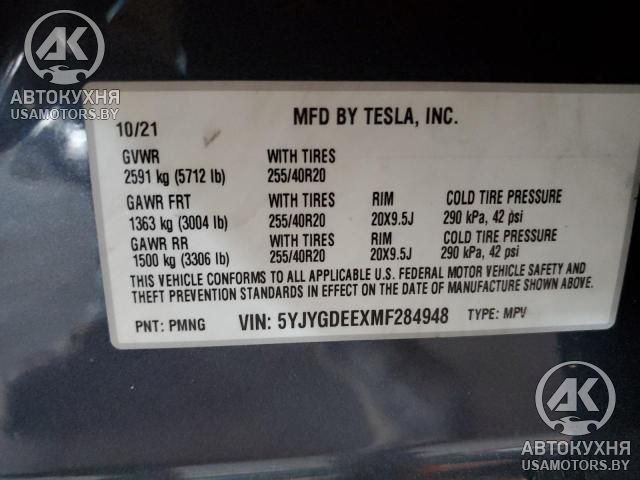 АК
АВТОКУХНЯ
USAMOTORS.BY
10/21 MFD BY TESLA, INC.
GVWR WITH TIRES
2591 kg (5712 lb) 255/40R20
GAWR FRT WITH TIRES RIM COLD TIRE PRESSURE
1363 kg (3004 lb) 255/40R20 20X9.5J 290 kPa, 42 psi
GAWR RR WITH TIRES RIM COLD TIRE PRESSURE
1500 kg (3306 lb) 255/40R20 20X9.5J 290 kPa, 42 psi
THIS VEHICLE CONFORMS TO ALL APPLICABLE U.S. FEDERAL MOTOR VEHICLE SAFETY AND
THEFT PREVENTION STANDARDS IN EFFECT ON THE DATE OF MANUFACTURE SHOWN ABOVE.
PNT: PMNG VIN: 5YJYGDEEXMF284948 TYPE: MPV
АК
АВТОКУХНЯ
USAMOTORS.BY